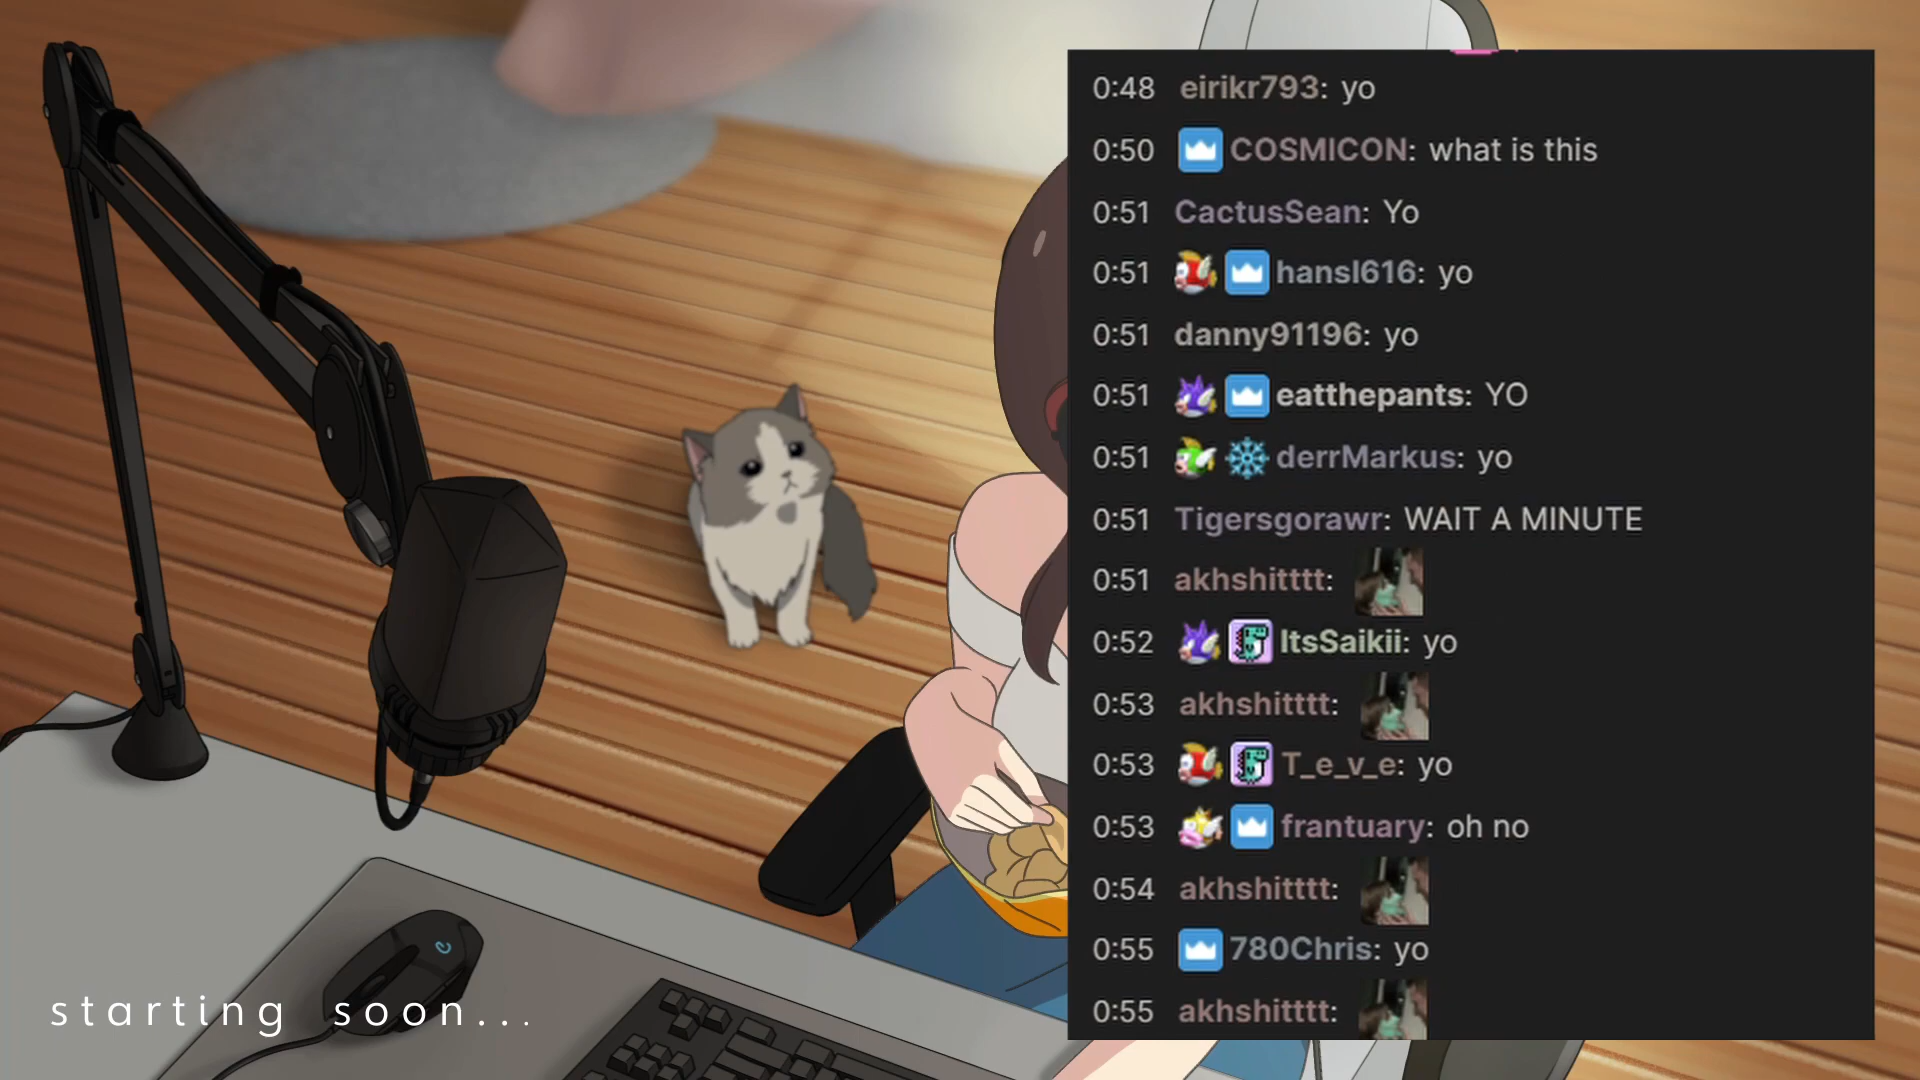 0:48 eirikr793: yo
0:50 COSMICON: what is this
0:51 CactusSean: Yo
0:51 hansl616: yo
0:51 danny91196: yo
0:51 eatthepants: YO
0:51 derrMarkus: yo
0:51 Tigersgorawr: WAIT A MINUTE
0:51 akhshitttt:
0:52 ItsSaikii: yo
0:53 akhshitttt:
0:53 T_e_v_e: yo
0:53 frantuary: oh no
0:54 akhshitttt:
0:55 780Chris: yo
0:55 akhshitttt:
starting soon...